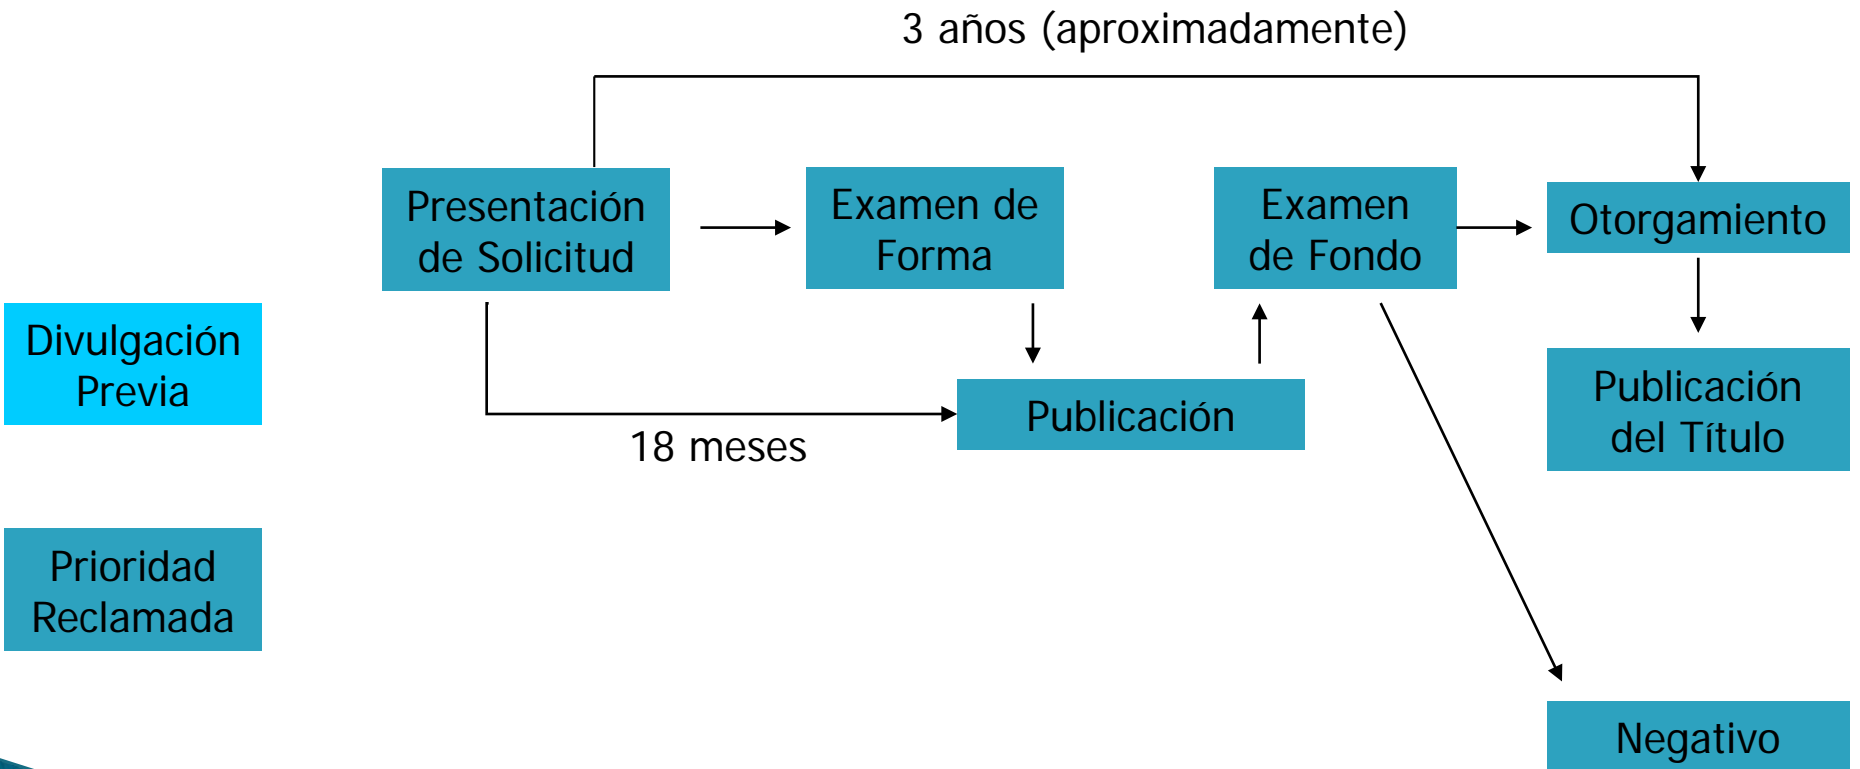 3 años (aproximadamente)
Presentación
de Solicitud
Examen de
Forma
Examen
de Fondo
Otorgamiento
Divulgación
Previa
18 meses
Publicación
Publicación
del Título
Prioridad
Reclamada
Negativo